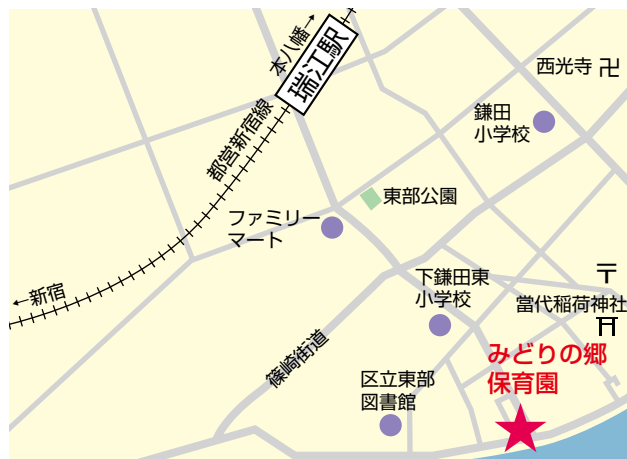 本八幡→
瑞江駅
西光寺 卍
鎌田
小学校
都営新宿線
東部公園
ファミリー
マート
←新宿
下鎌田東
小学校
〒
當代稲荷神社
篠崎街道
みどりの郷
保育園
区立東部
図書館